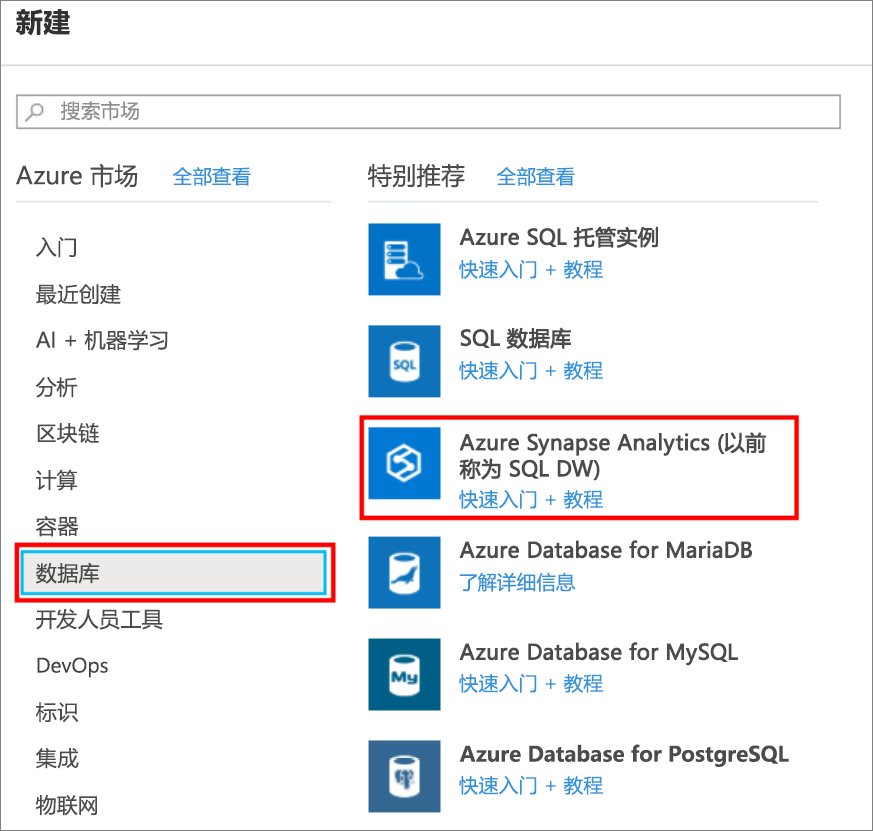 新建
搜索市场
Azure 市场
全部查看
入门
最近创建
AI + 机器学习
分析
区块链
计算
容器
数据库
开发人员工具
DevOps
标识
集成
物联网
特别推荐
全部查看
Azure SQL 托管实例
快速入门 + 教程
SQL
SQL 数据库
快速入门 + 教程
Azure Synapse Analytics (以前
称为 SQL DW)
快速入门 + 教程
Azure Database for MariaDB
了解详细信息
My
Azure Database for MySQL
快速入门 + 教程
Azure Database for PostgreSQL
快速入门 + 教程